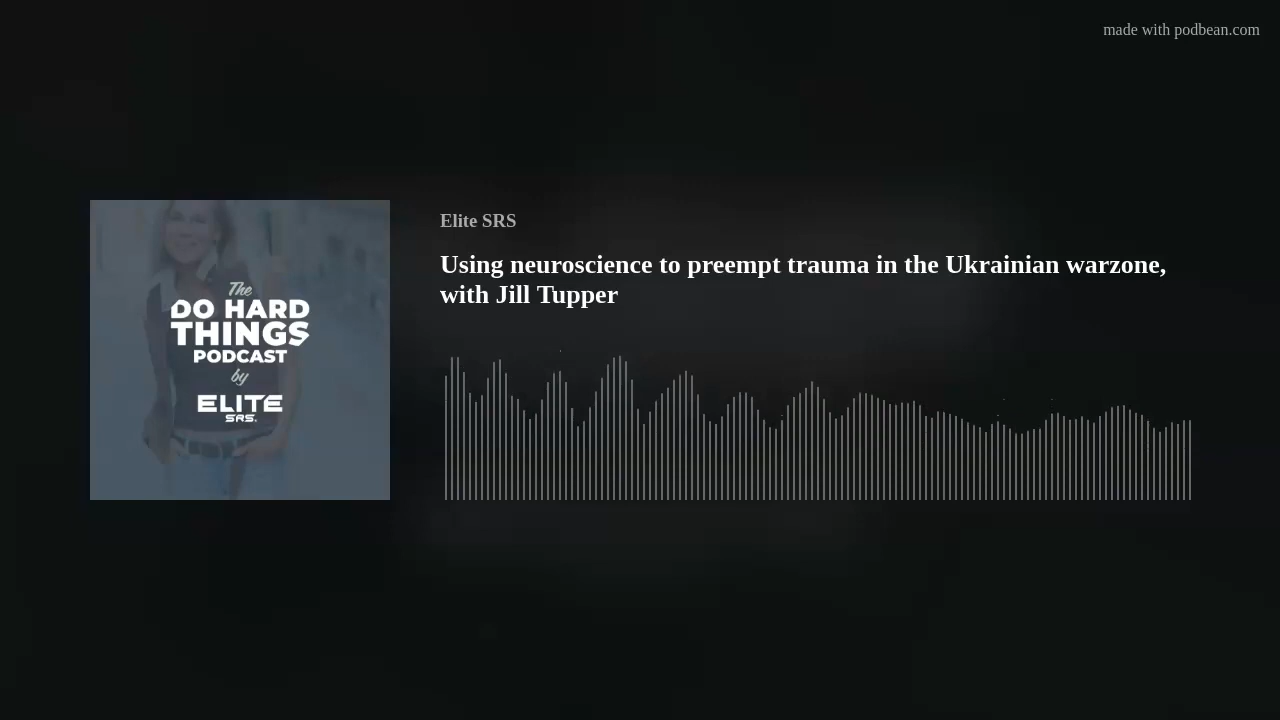 made with podbean.com
Elite SRS
Using neuroscience to preempt trauma in the Ukrainian warzone,
with Jill Tupper
The
DO HARD
THINGS
PODCAST
by
ELITE
SRS